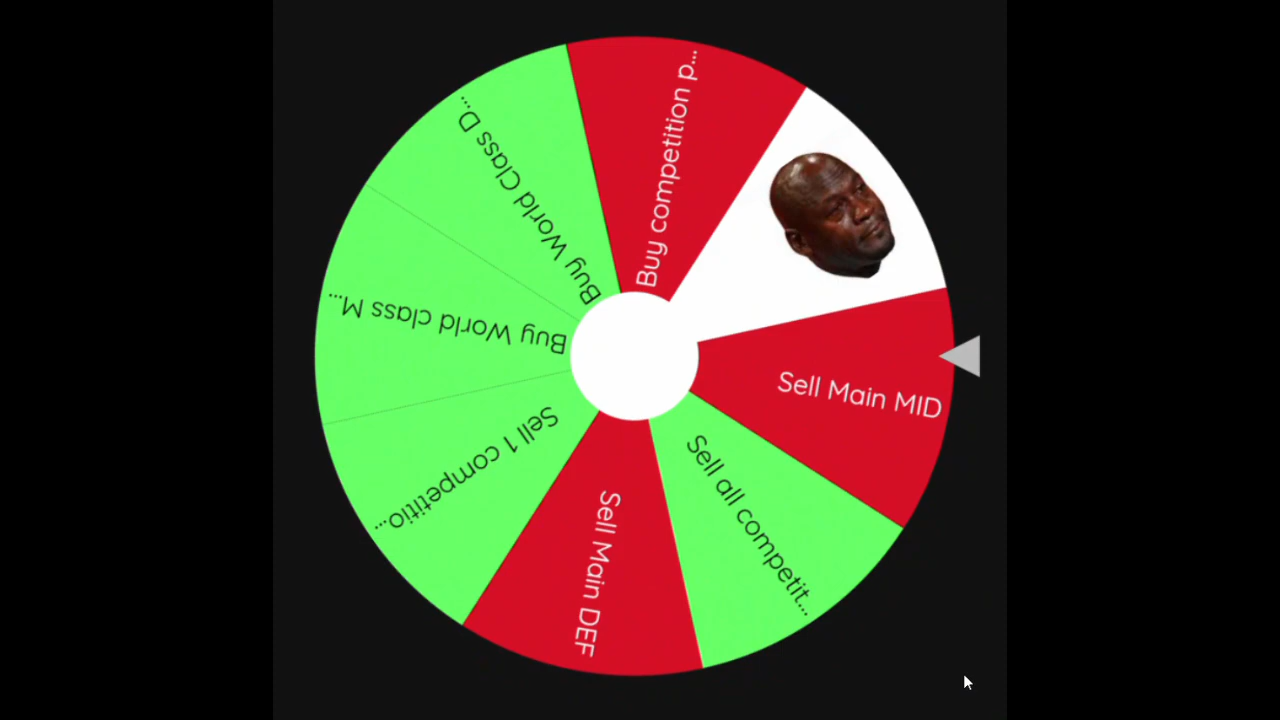 Buy competition p...
Sell Main MID
Sell all competit...
Sell Main DEF
Sell 1 competitio...
Buy World class M...
Buy World Class D...